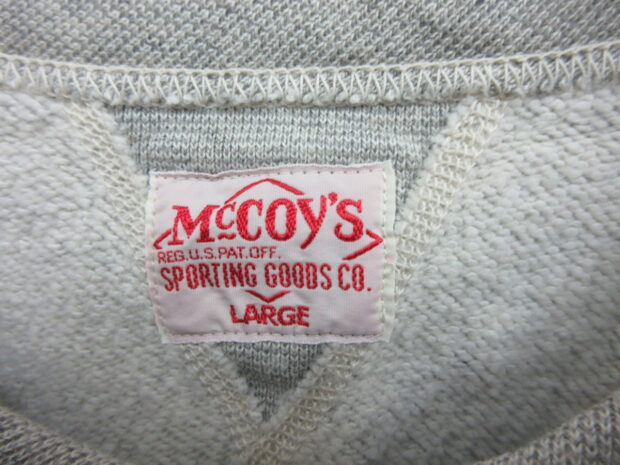 McCOY'S
REG.U.S.PAT.OFF.
SPORTING GOODS CO.
LARGE